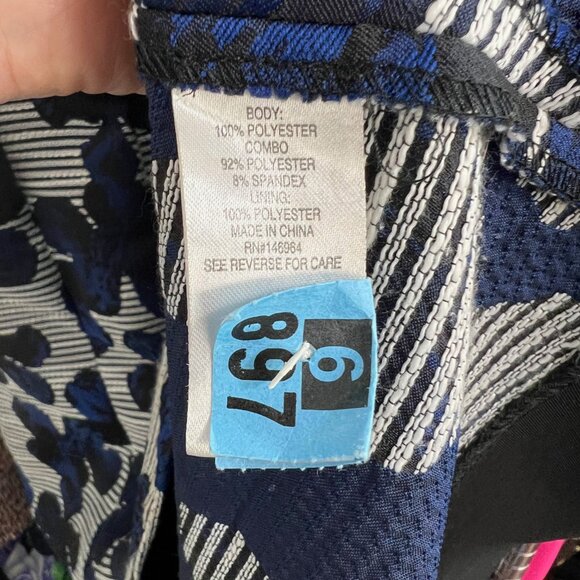 BODY:
100% POLYESTER
COMBO
92% POLYESTER
8% SPANDEX
LINING:
100% POLYESTER
MADE IN CHINA
RN#146964
SEE REVERSE FOR CARE
6
897